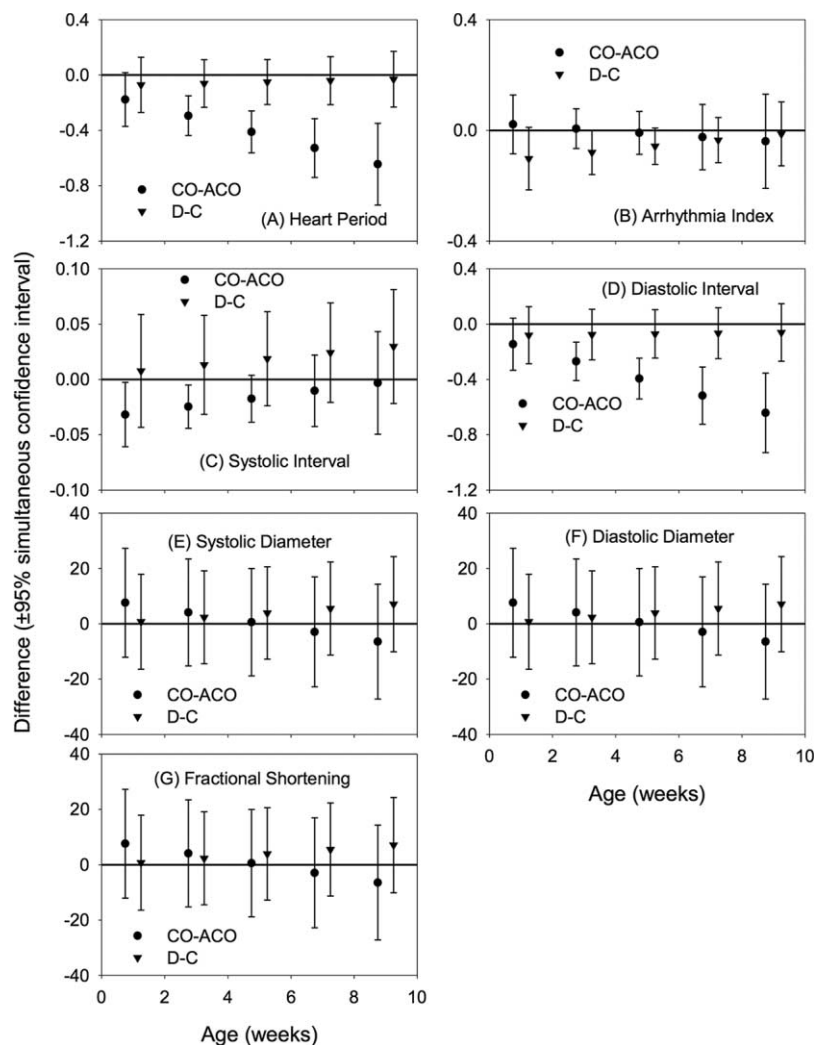 Difference (±95% simultaneous confidence interval)
0.4
0.0
-0.4
-0.8
-1.2
CO-ACO
D-C
(A) Heart Period
0.4
0.0
-0.4
CO-ACO
D-C
(B) Arrhythmia Index
0.10
0.05
0.00
-0.05
-0.10
CO-ACO
D-C
(C) Systolic Interval
0.4
0.0
-0.4
-0.8
-1.2
(D) Diastolic Interval
CO-ACO
D-C
40
20
0
-20
-40
(E) Systolic Diameter
CO-ACO
D-C
40
20
0
-20
-40
(F) Diastolic Diameter
CO-ACO
D-C
0 2 4 6 8 10
Age (weeks)
40
20
0
-20
-40
(G) Fractional Shortening
CO-ACO
D-C
0 2 4 6 8 10
Age (weeks)